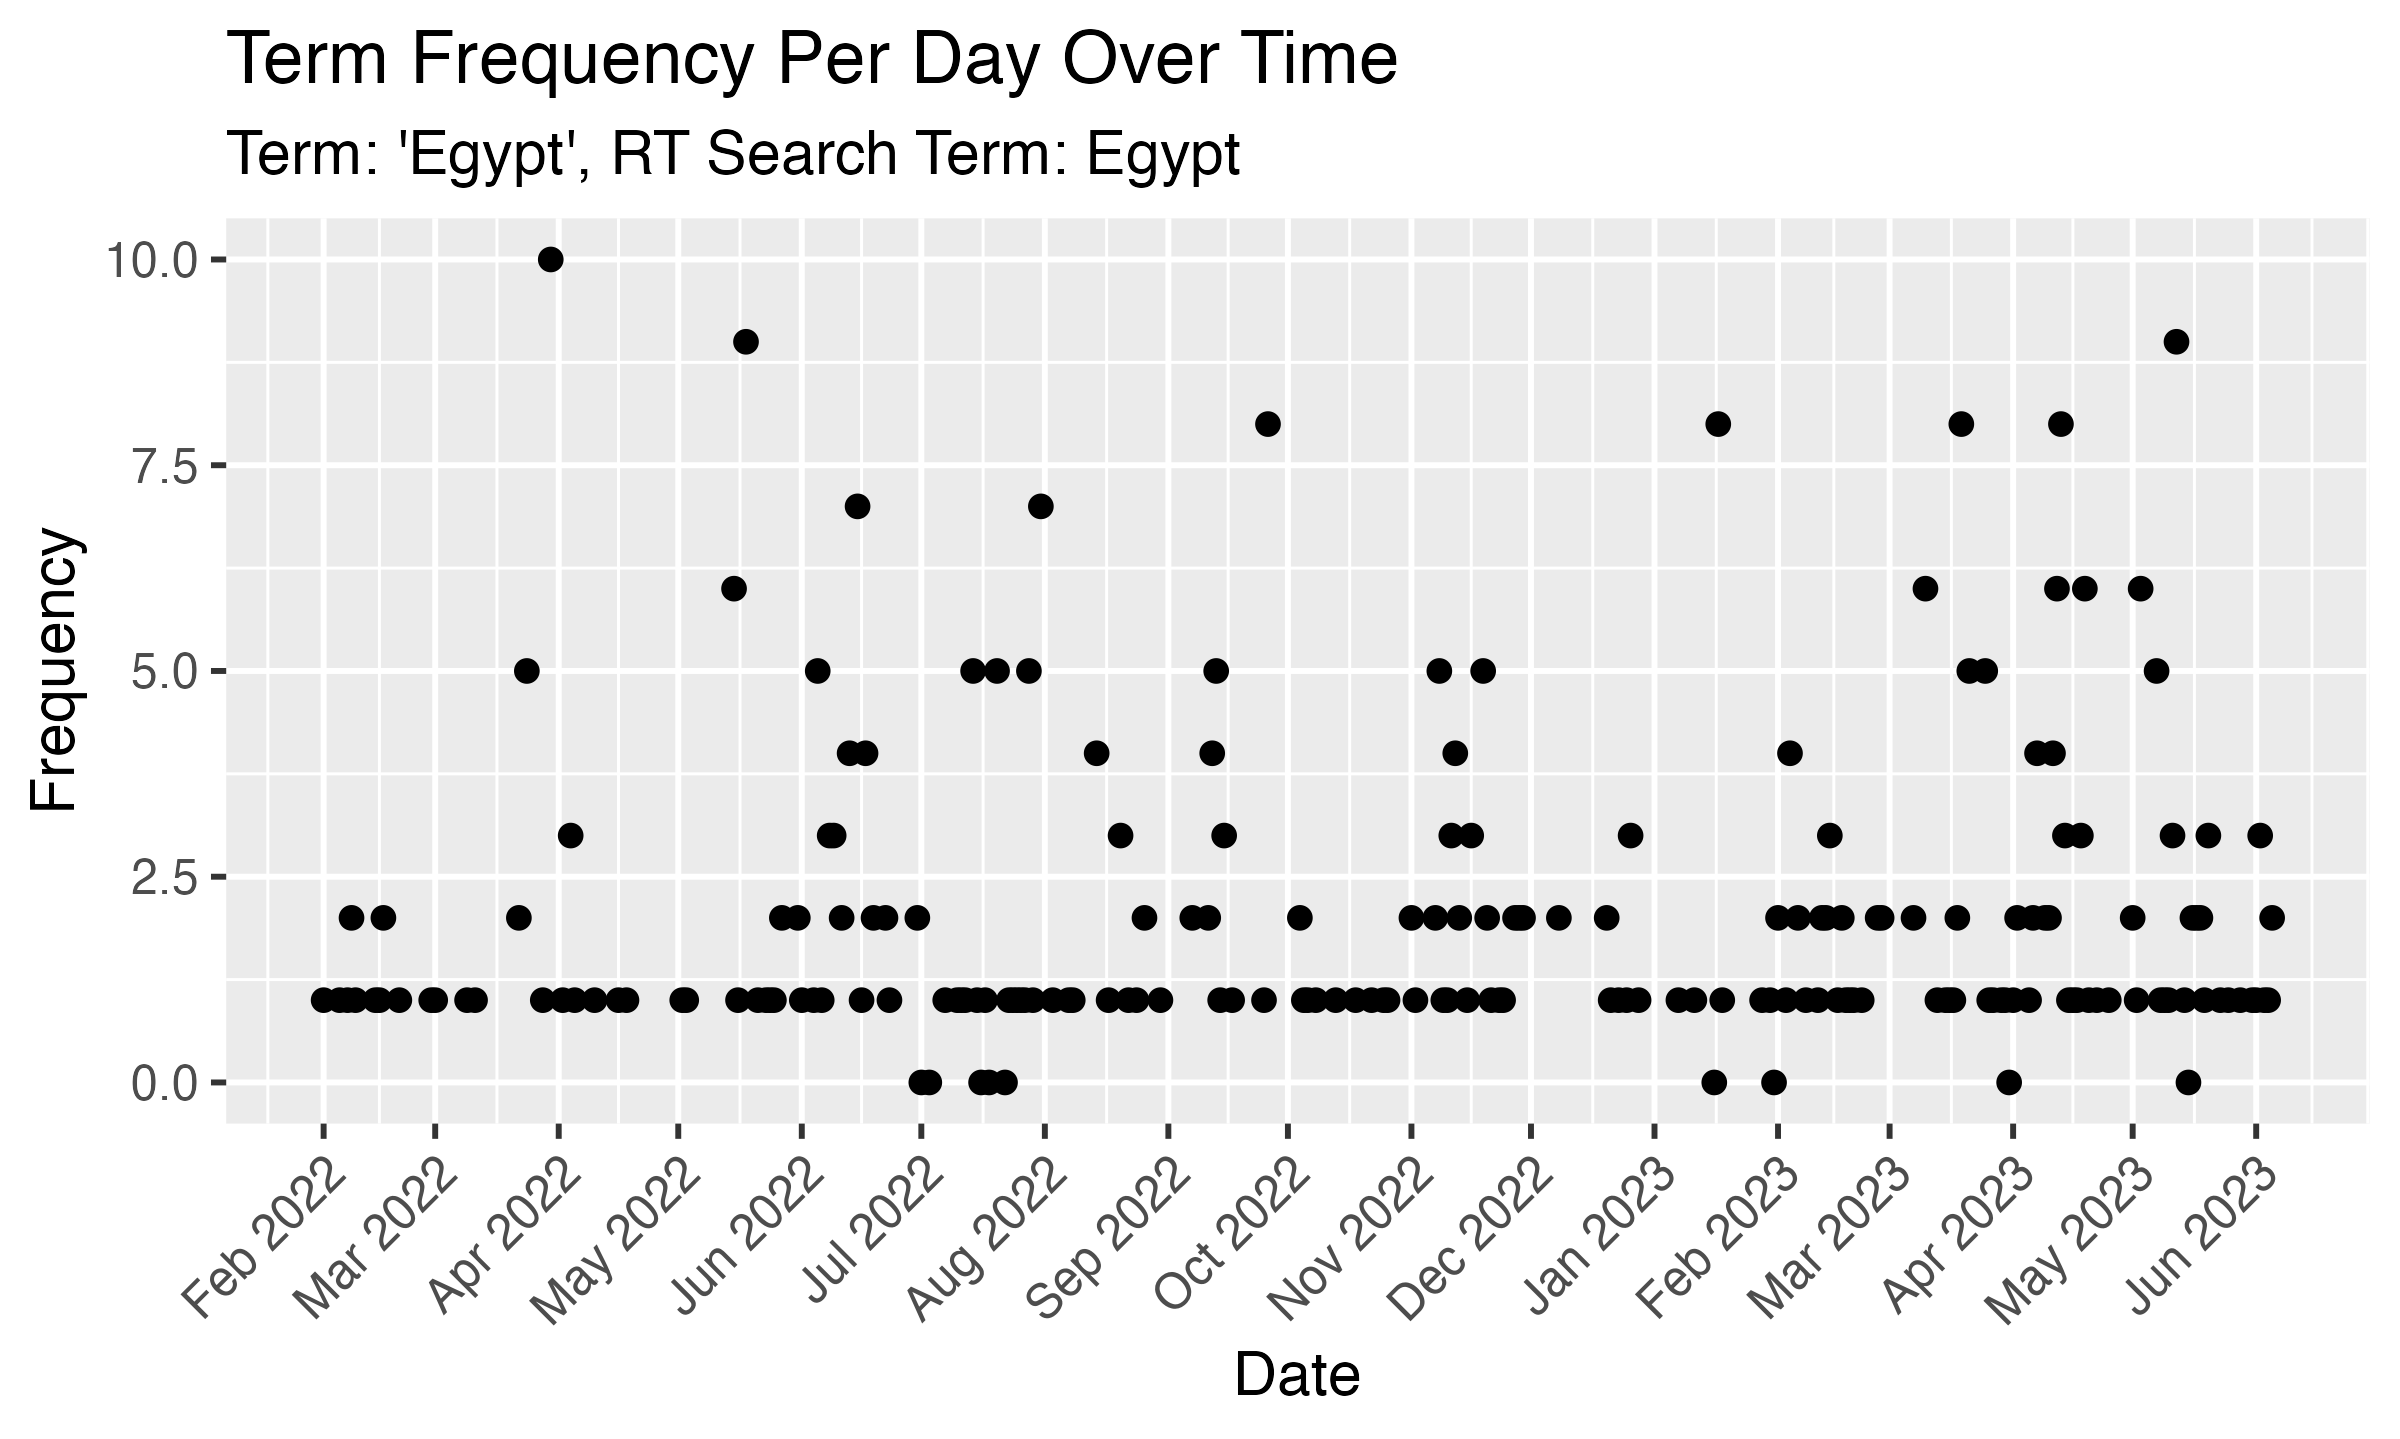 Term Frequency Per Day Over Time
Term: 'Egypt', RT Search Term: Egypt
Frequency
10.0
7.5
5.0
2.5
0.0
Feb 2022
Mar 2022
Apr 2022
May 2022
Jun 2022
Jul 2022
Aug 2022
Sep 2022
Oct 2022
Nov 2022
Dec 2022
Jan 2023
Feb 2023
Mar 2023
Apr 2023
May 2023
Jun 2023
Date